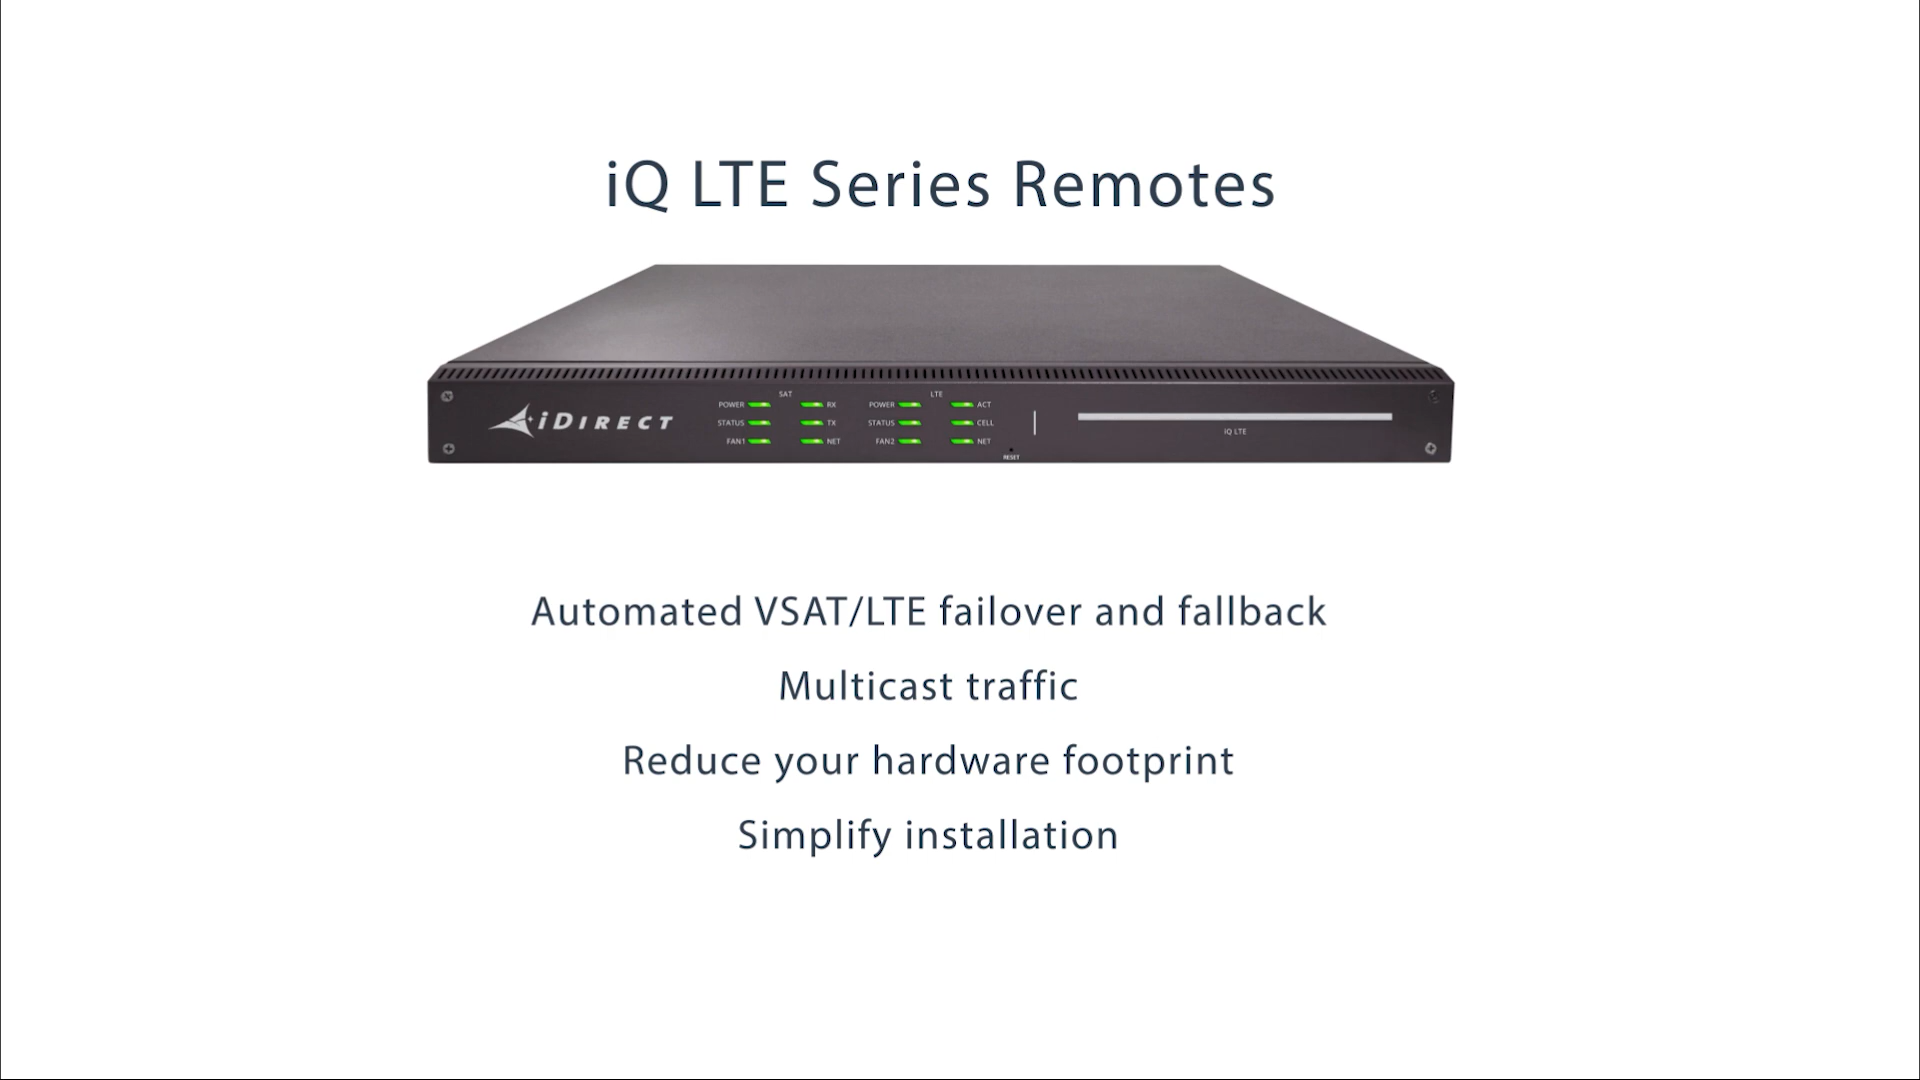 iQ LTE Series Remotes
SAT LTE
POWER RX POWER ACT
iDIRECT STATUS TX STATUS CELL
FAN1 NET FAN2 NET
iQ LTE
RESET
Automated VSAT/LTE failover and fallback
Multicast traffic
Reduce your hardware footprint
Simplify installation